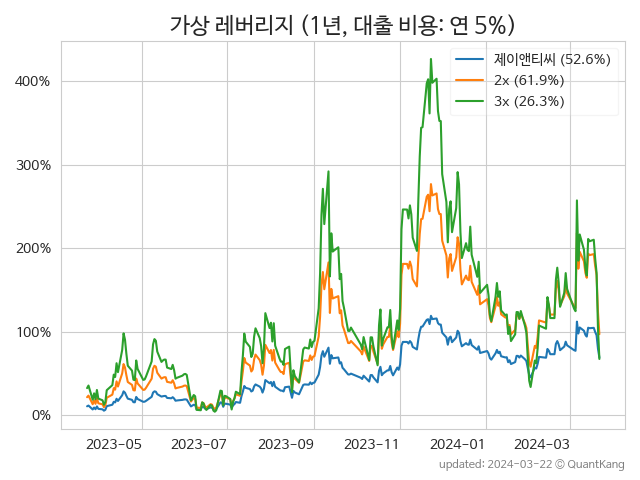 가상 레버리지 (1년, 대출 비용: 연 5%)
제이앤티씨 (52.6%)
2x (61.9%)
3x (26.3%)
400%
300%
200%
100%
0%
2023-05 2023-07 2023-09 2023-11 2024-01 2024-03
updated: 2024-03-22 © QuantKang